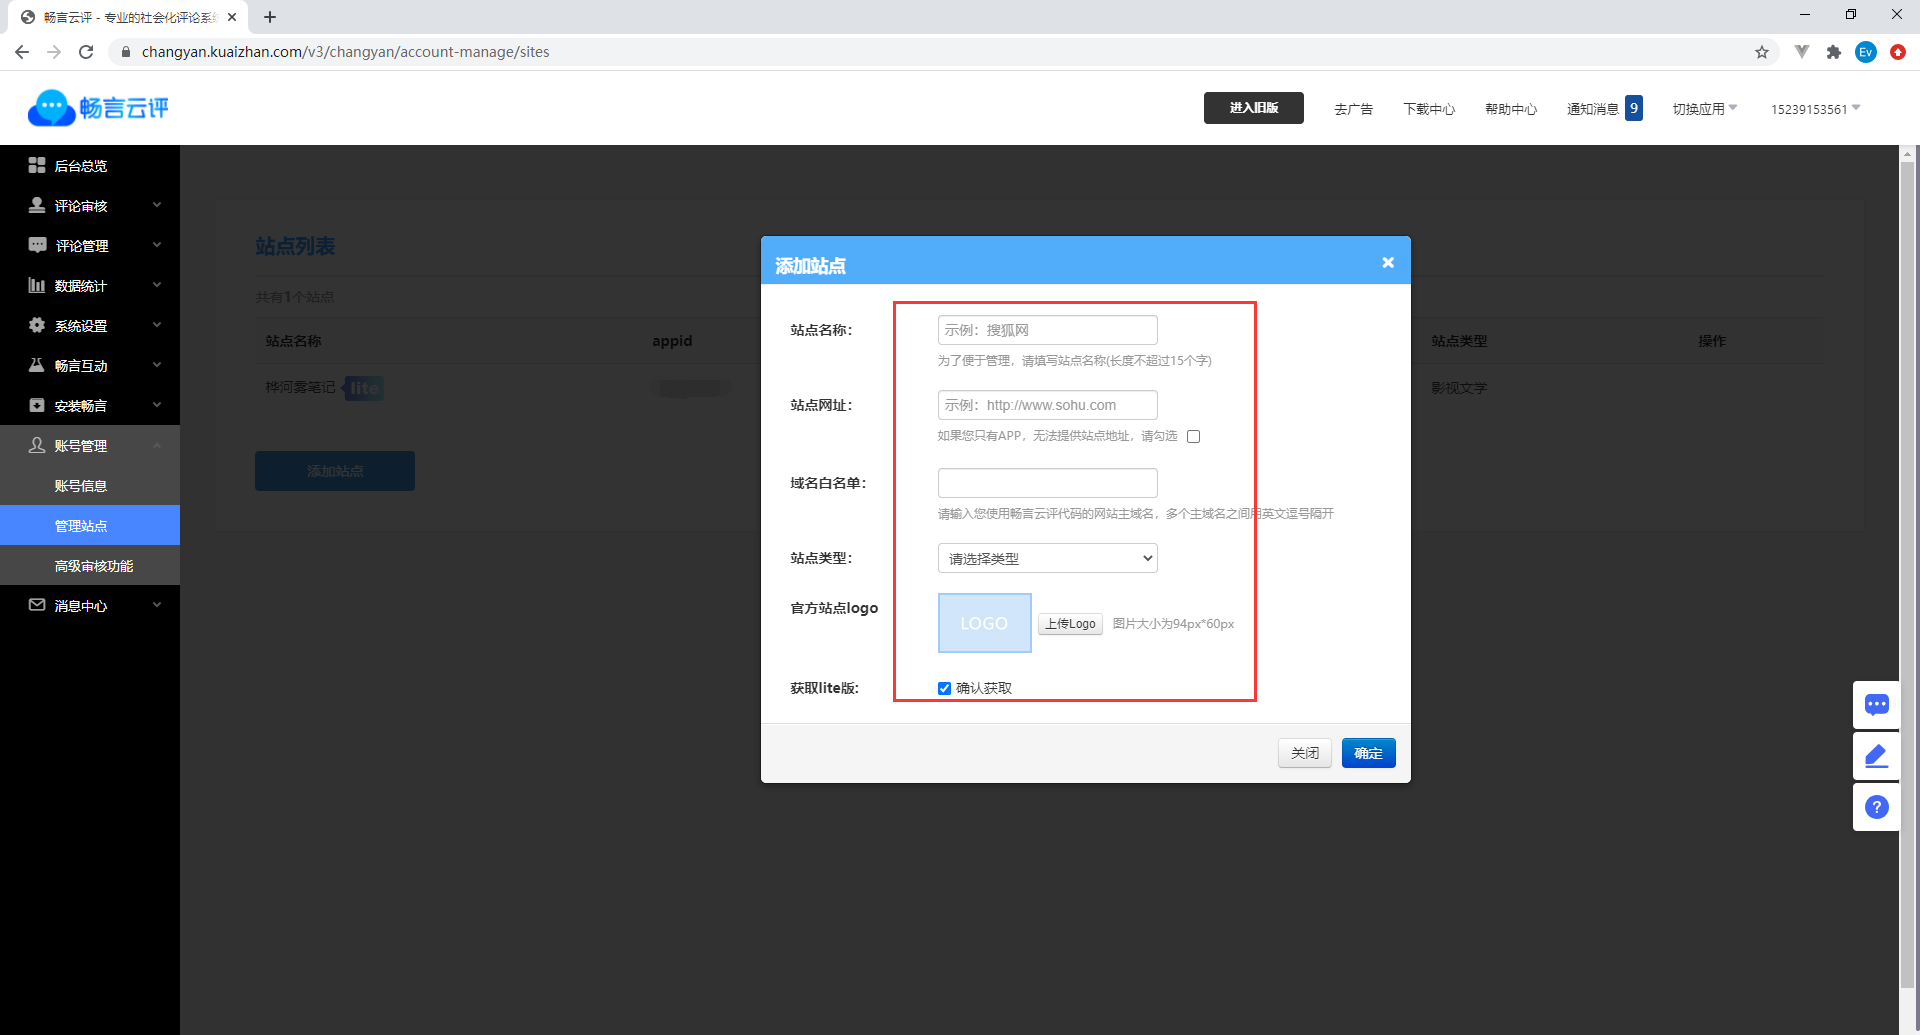 畅言云评 - 专业的社会化评论系统
changyan.kuaizhan.com/v3/changyan/account-manage/sites
Ev
畅言云评
进入旧版
去广告
下载中心
帮助中心
通知消息 9
切换应用
15239153561
后台总览
评论审核
评论管理
数据统计
系统设置
畅言互动
安装畅言
账号管理
账号信息
管理站点
高级审核功能
消息中心
站点列表
共有1个站点
站点名称
appid
站点类型
操作
桦河雾笔记 lite
影视文学
添加站点
添加站点
站点名称：
示例：搜狐网
为了便于管理，请填写站点名称(长度不超过15个字)
站点网址：
示例：http://www.sohu.com
如果您只有APP，无法提供站点地址，请勾选
域名白名单：
请输入您使用畅言云评代码的网站主域名，多个主域名之间用英文逗号隔开
站点类型：
请选择类型
官方站点logo
LOGO
上传Logo
图片大小为94px*60px
获取lite版:
确认获取
关闭
确定